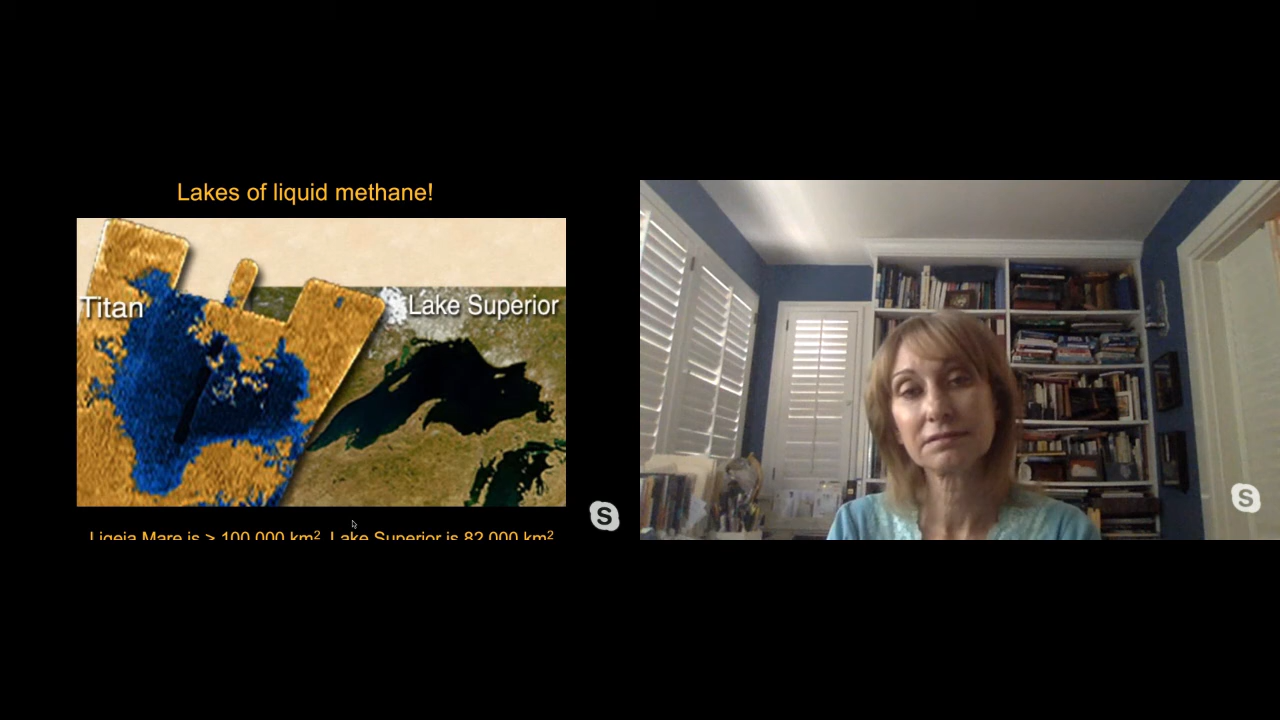 Lakes of liquid methane!
Titan
Lake Superior
Ligeia Mare is > 100,000 km², Lake Superior is 82,000 km²
S
S